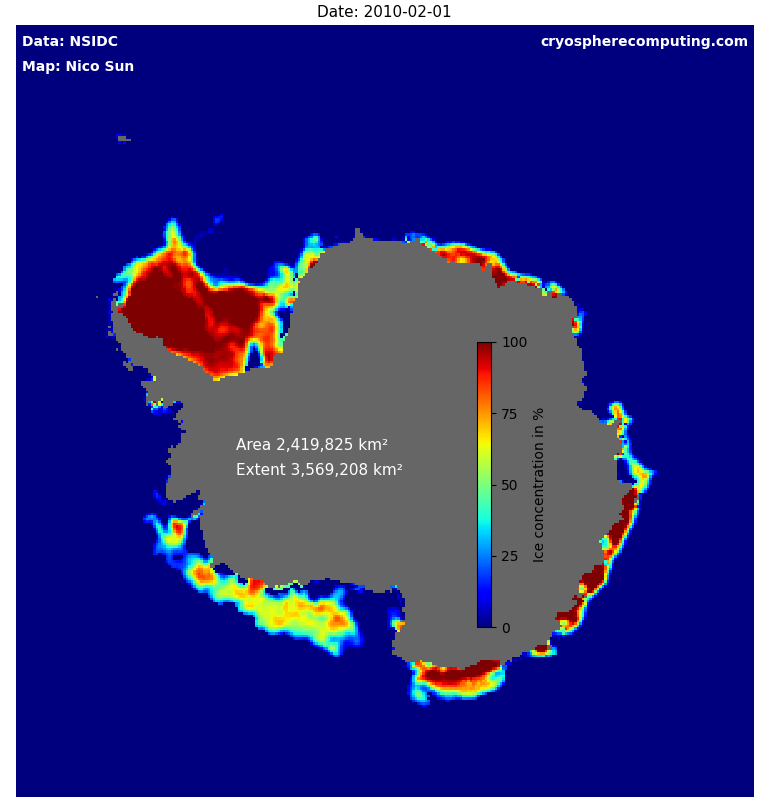 Date: 2010-02-01
Data: NSIDC
cryospherecomputing.com
Map: Nico Sun
100
75
50
25
0
Ice concentration in %
Area 2,419,825 km²
Extent 3,569,208 km²